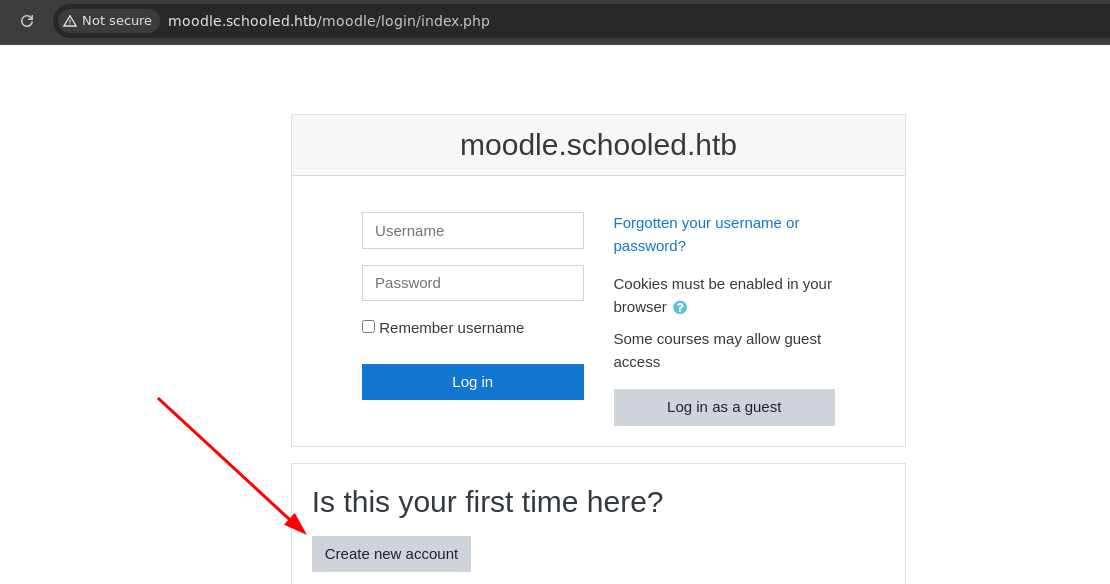 Not secure moodle.schooled.htb/moodle/login/index.php
moodle.schooled.htb
Username
Password
Remember username
Log in
Forgotten your username or
password?
Cookies must be enabled in your
browser ?
Some courses may allow guest
access
Log in as a guest
Is this your first time here?
Create new account